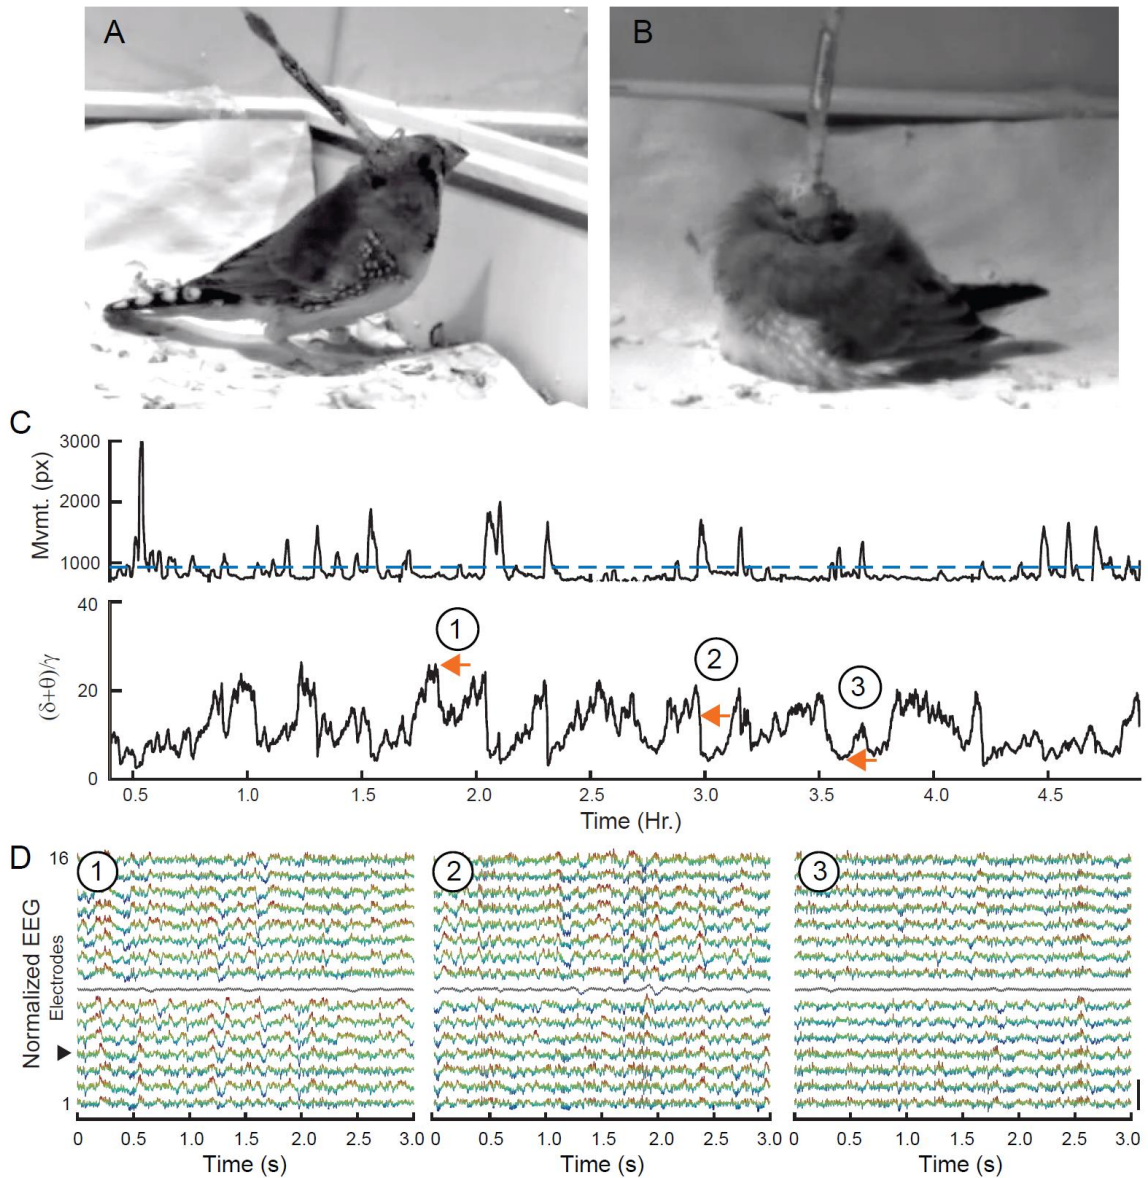 A
B
C
Mvmt. (px)
3000
2000
1000
(δ+θ)/γ
40
20
0
1
2
3
0.5 1.0 1.5 2.0 2.5 3.0 3.5 4.0 4.5
Time (Hr.)
D
Normalized EEG
Electrodes
16
1
1
2
3
0 0.5 1.0 1.5 2.0 2.5 3.0
0 0.5 1.0 1.5 2.0 2.5 3.0
0 0.5 1.0 1.5 2.0 2.5 3.0
Time (s)
Time (s)
Time (s)